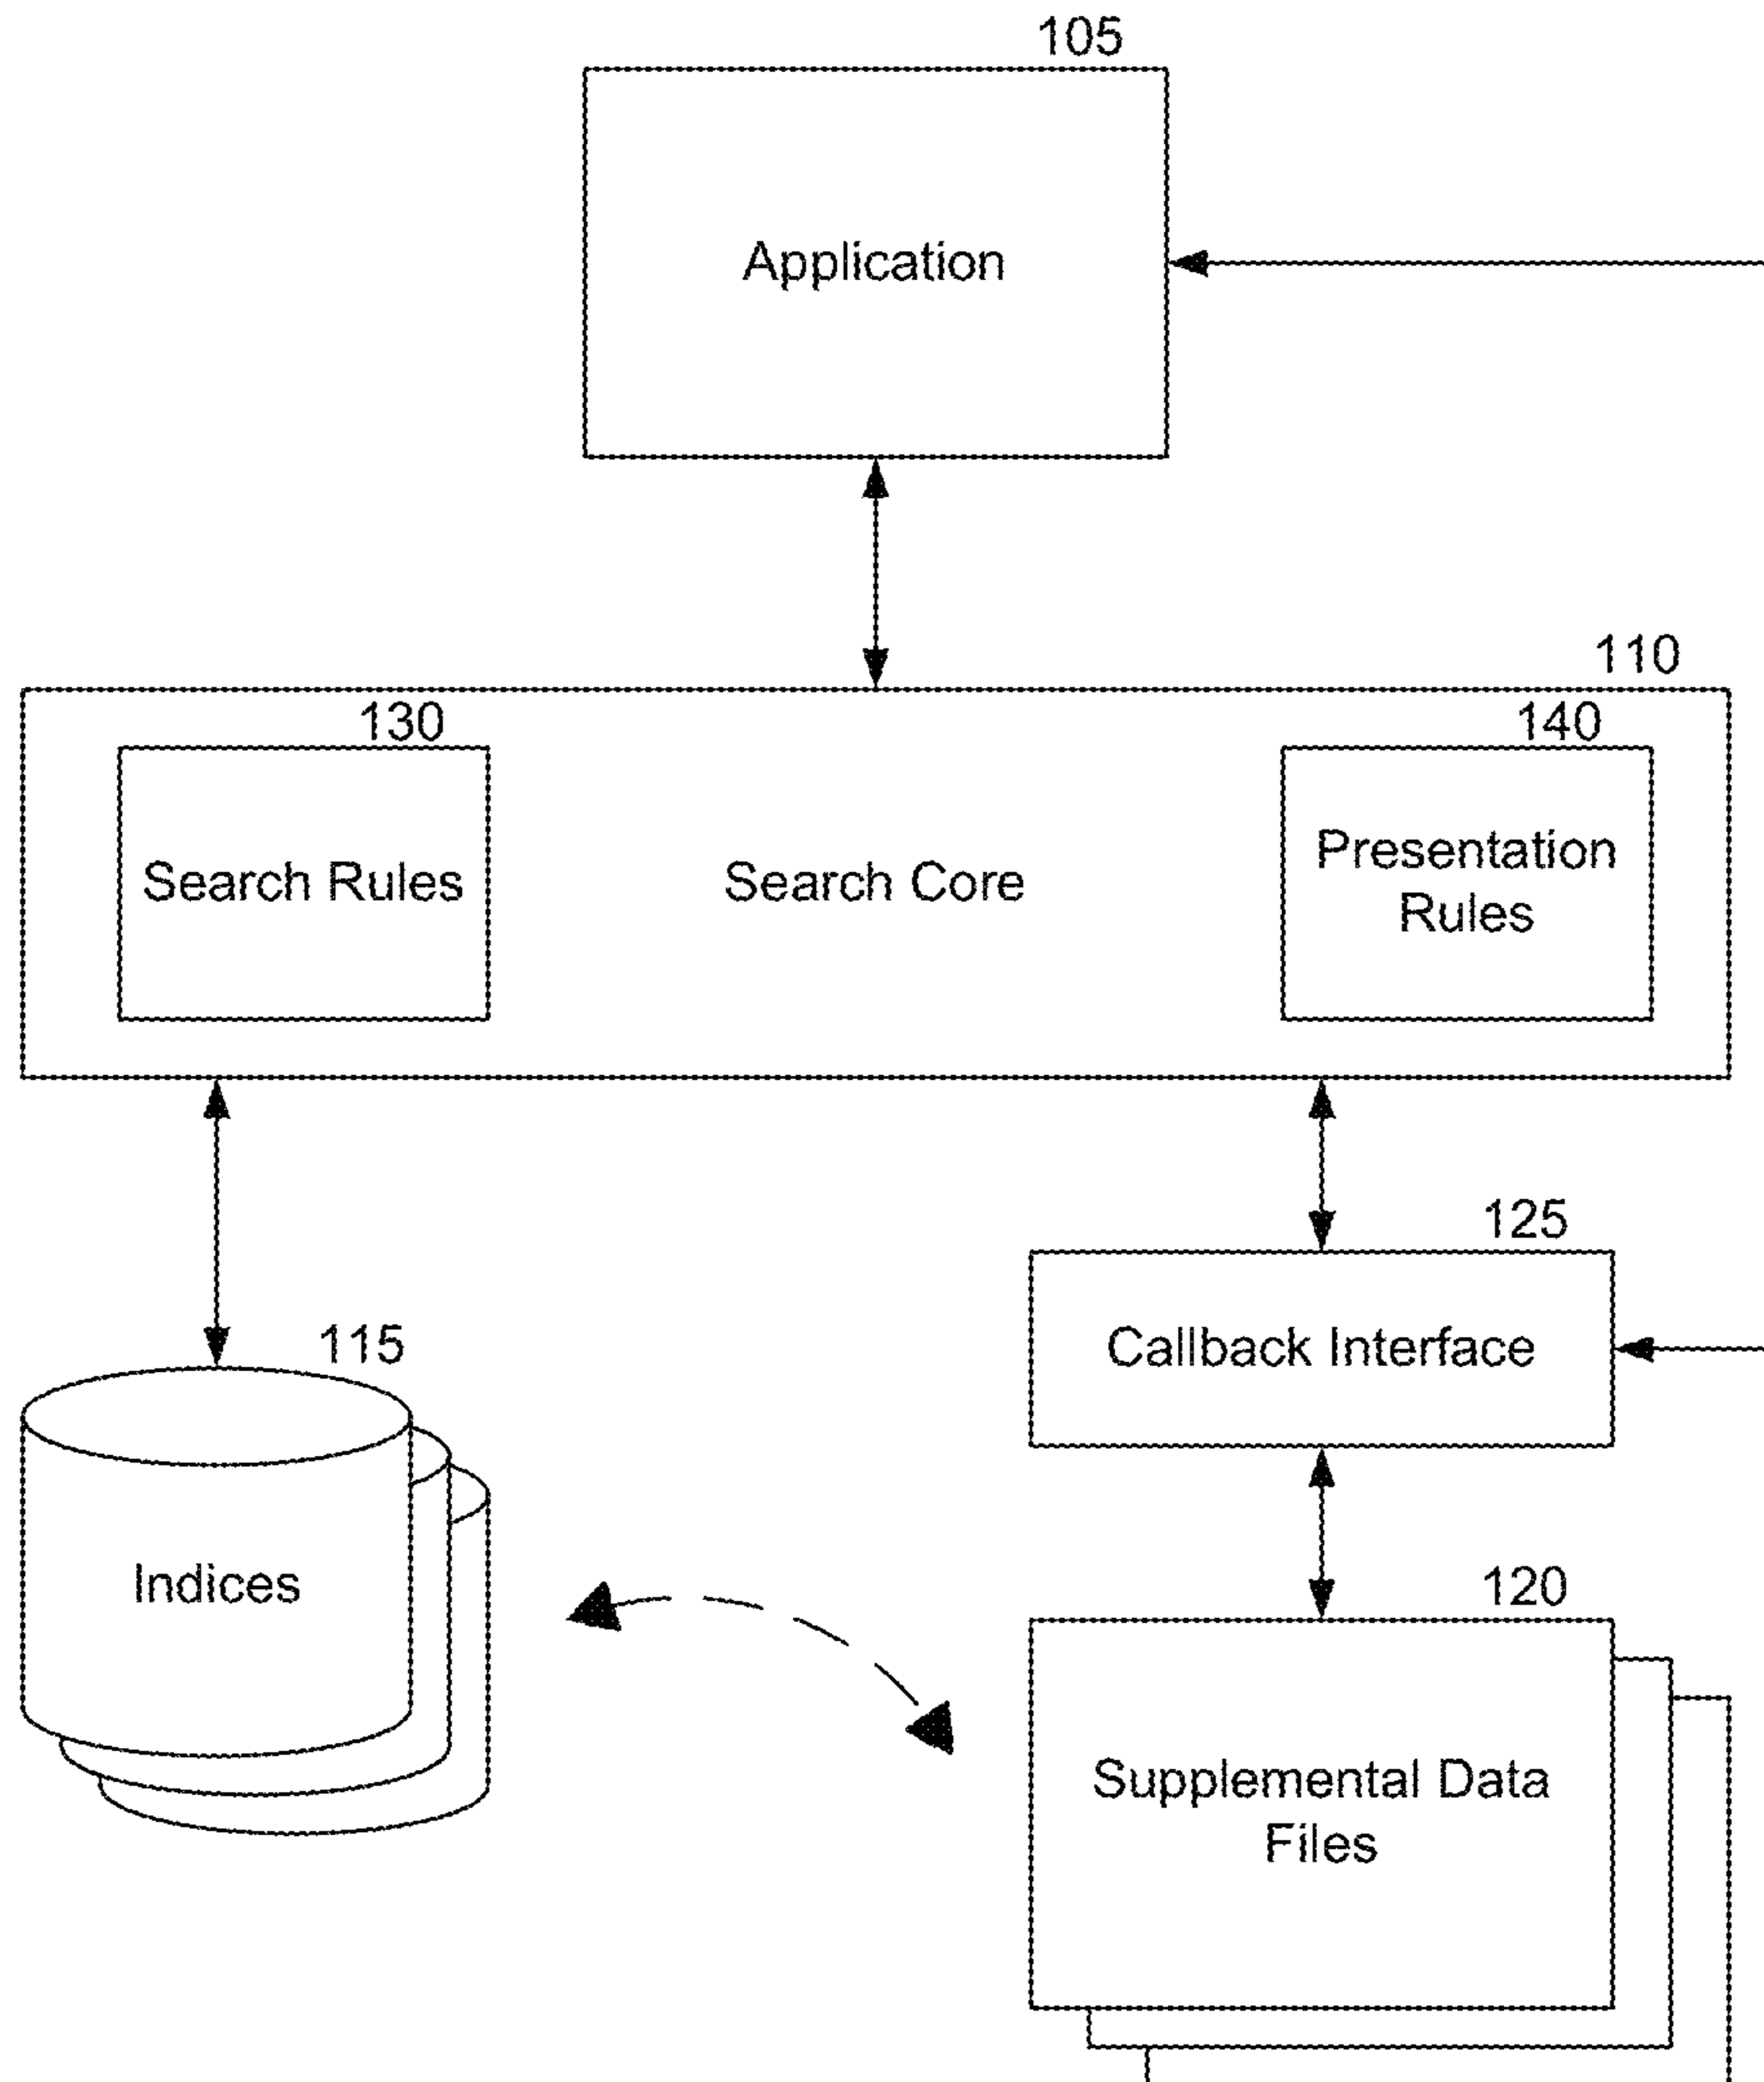 105
Application
110
130
140
Search Rules
Search Core
Presentation
Rules
125
Callback Interface
115
Indices
120
Supplemental Data
Files